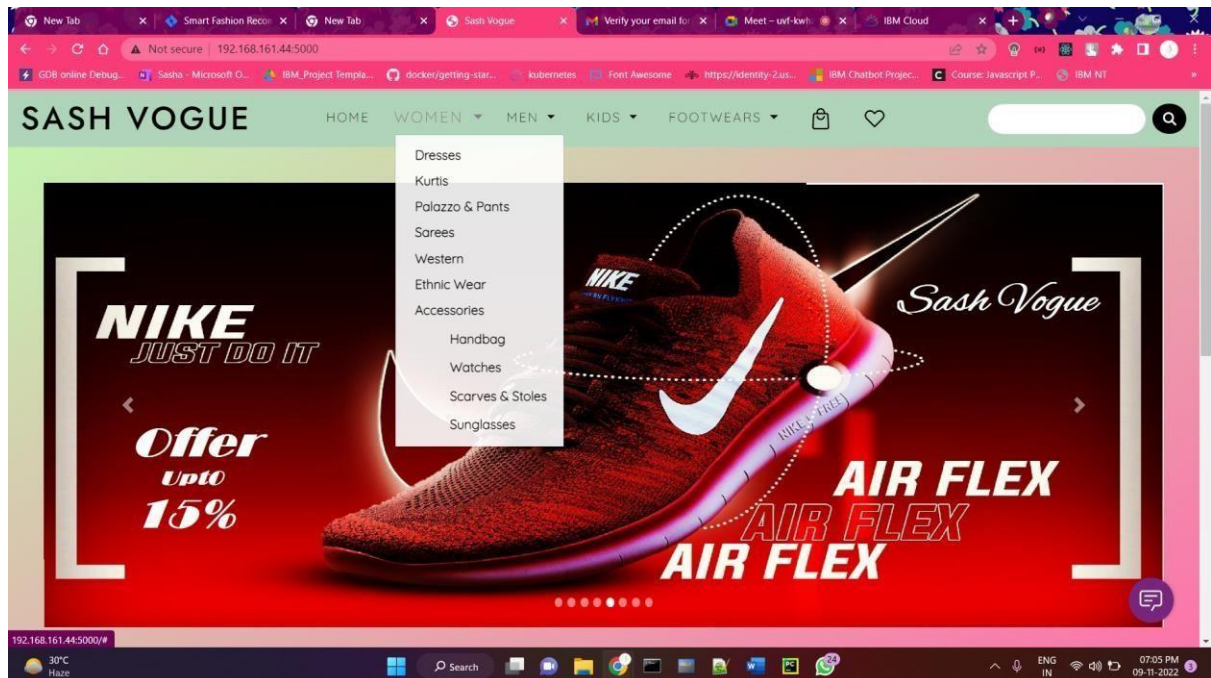 New Tab
Smart Fashion Recon
New Tab
Sash Vogue
Verify your email for
Meet – uvf-kwh
IBM Cloud
Not secure
192.168.161.44:5000
GDB online Debug...
Sasha - Microsoft O...
IBM_Project Templa...
docker/getting-star...
kubernetes
Font Awesome
https://identity-2.us...
IBM Chatbot Projec...
Course: Javascript P...
IBM NT
»
SASH VOGUE
HOME
WOMEN
MEN
KIDS
FOOTWEARS
Dresses
Kurtis
Palazzo & Pants
Sarees
Western
Ethnic Wear
Accessories
Handbag
Watches
Scarves & Stoles
Sunglasses
NIKE
JUST DO IT
Offer
Upto
15%
NIKE
NIKE FREE
Sash Vogue
AIR FLEX
AIR FLEX
AIR FLEX
192.168.161.44:5000/#
30°C
Haze
Search
24
ENG
IN
07:05 PM
09-11-2022
3